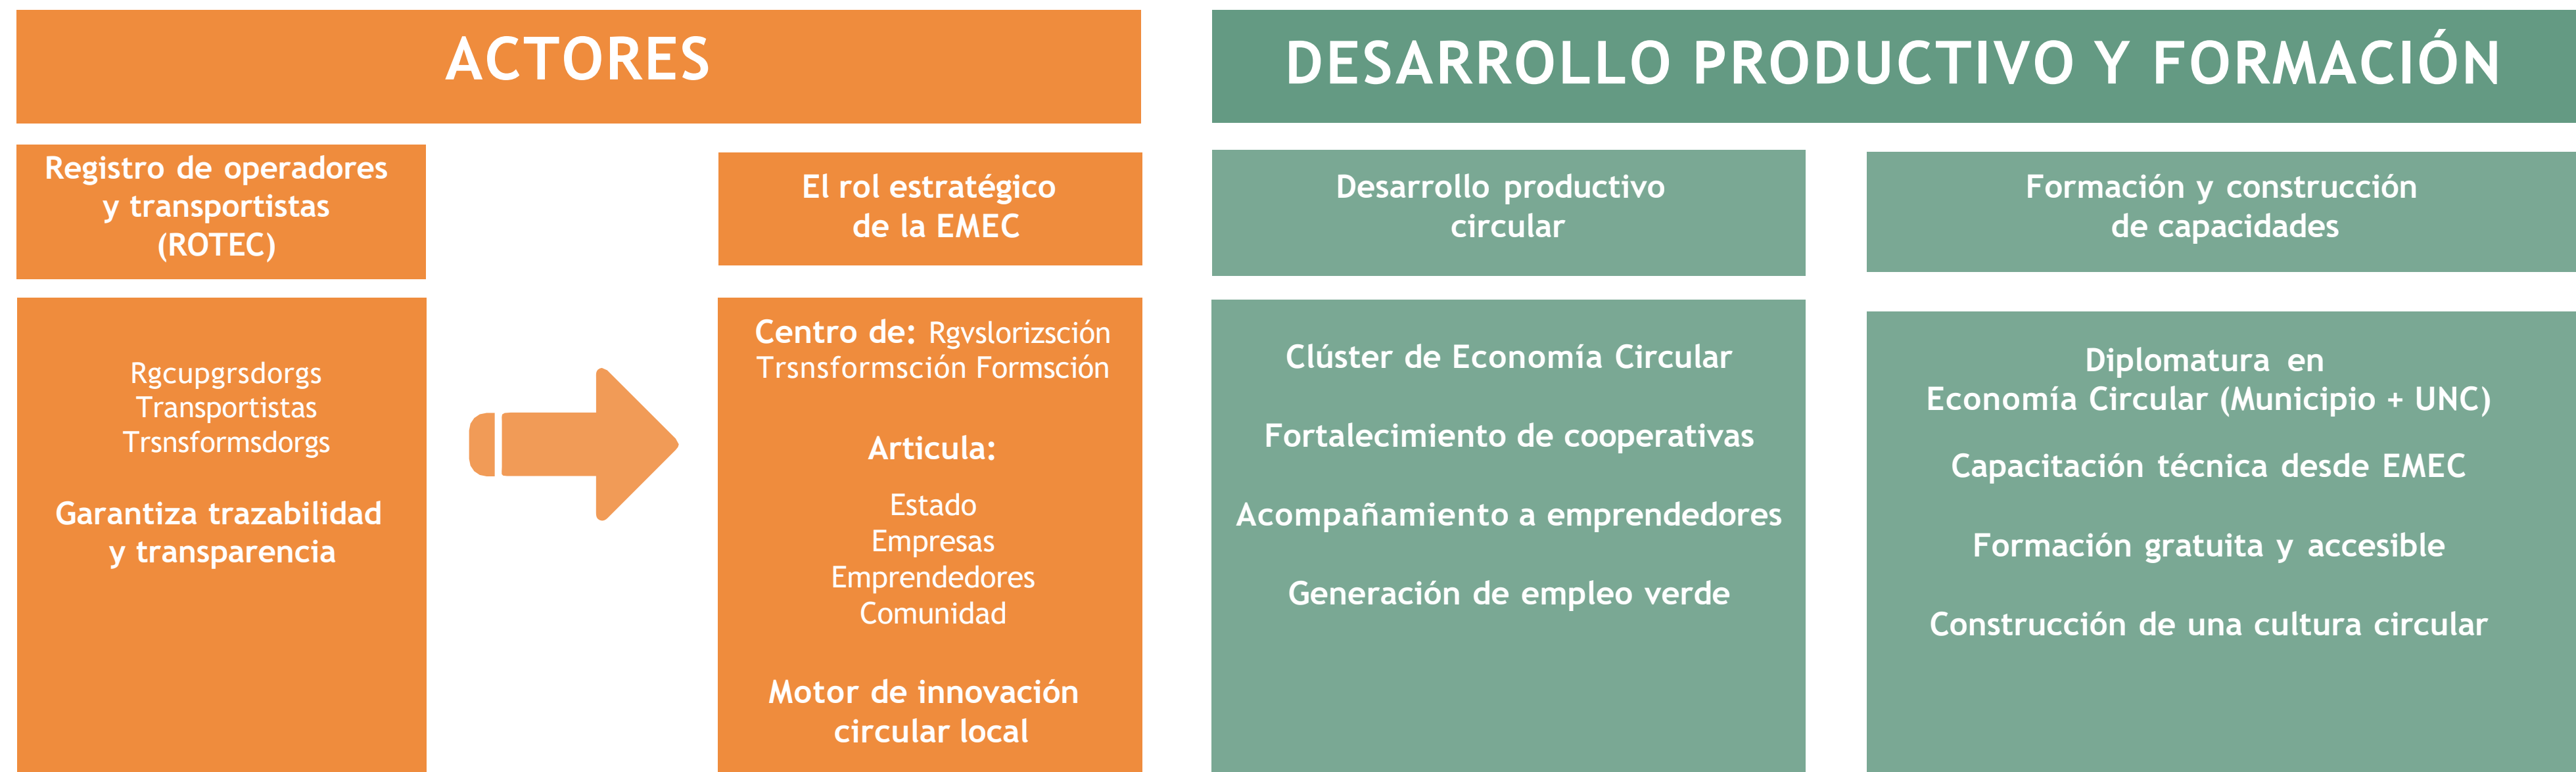 ACTORES
Registro de operadores
y transportistas
(ROTEC)
Rgcupgrsdorgs
Transportistas
Trsnsformsdorgs
Garantiza trazabilidad
y transparencia
El rol estratégico
de la EMEC
Centro de: Rgvslorizsción
Trsnsformsción Formsción
Articula:
Estado
Empresas
Emprendedores
Comunidad
Motor de innovación
circular local
DESARROLLO PRODUCTIVO Y FORMACIÓN
Desarrollo productivo
circular
Clúster de Economía Circular
Fortalecimiento de cooperativas
Acompañamiento a emprendedores
Generación de empleo verde
Formación y construcción
de capacidades
Diplomatura en
Economía Circular (Municipio + UNC)
Capacitación técnica desde EMEC
Formación gratuita y accesible
Construcción de una cultura circular